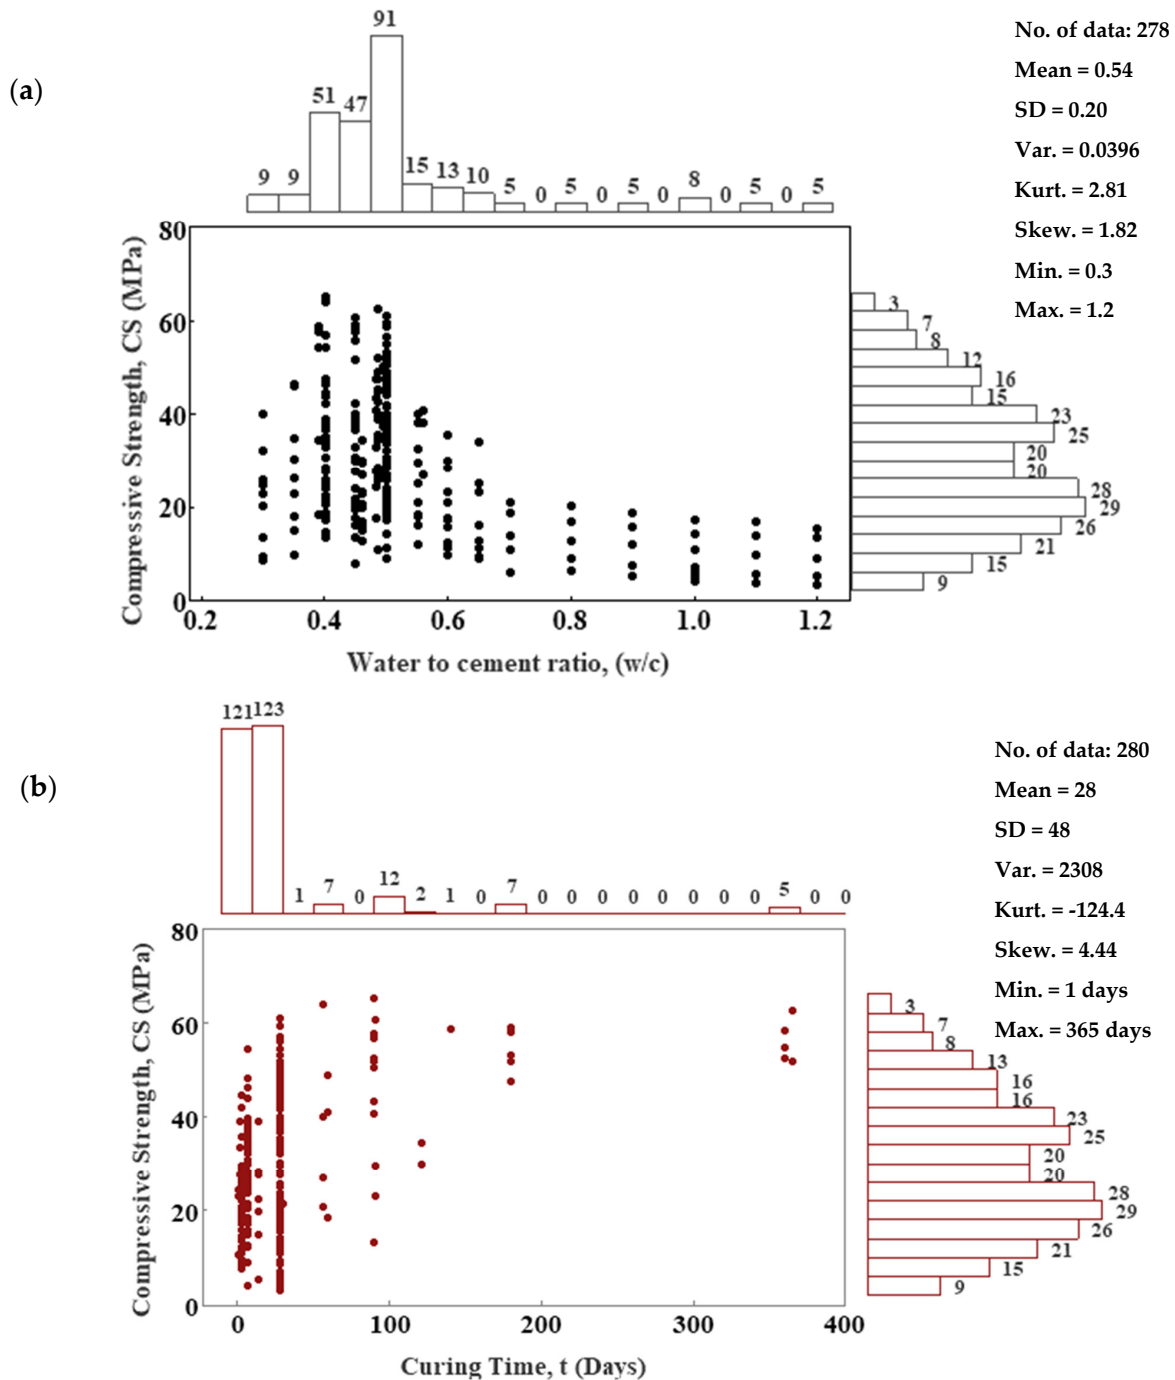 (a)
91
51 47
9 9 15 13 10 5 0 5 0 5 0 8 0 5 0 5
No. of data: 278
Mean = 0.54
SD = 0.20
Var. = 0.0396
Kurt. = 2.81
Skew. = 1.82
Min. = 0.3
Max. = 1.2
Compressive Strength, CS (MPa)
80
60
40
20
0
0.2 0.4 0.6 0.8 1.0 1.2
Water to cement ratio, (w/c)
3
7
8
12
16
15
23
25
20
20
28
29
26
21
15
9
(b)
121 123
1 7 0 12 2 1 0 7 0 0 0 0 0 0 0 5 0 0
No. of data: 280
Mean = 28
SD = 48
Var. = 2308
Kurt. = -124.4
Skew. = 4.44
Min. = 1 days
Max. = 365 days
Compressive Strength, CS (MPa)
80
60
40
20
0
0 100 200 300 400
Curing Time, t (Days)
3
7
8
13
16
16
23
25
20
20
28
29
26
21
15
9